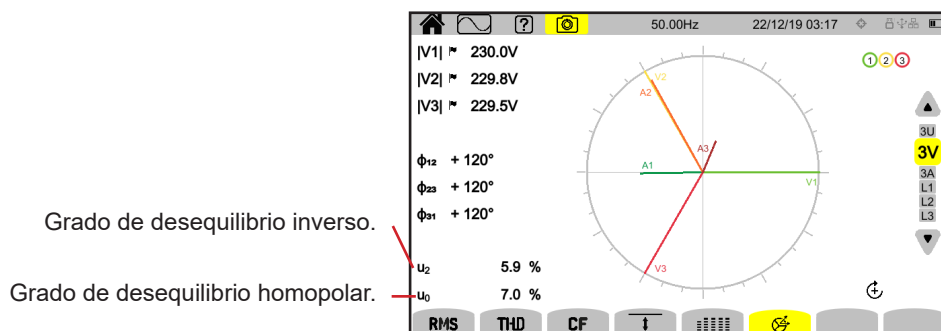 ? 50.00Hz 22/12/19 03:17
|V1| 230.0V
|V2| 229.8V
|V3| 229.5V
ϕ₁₂ + 120°
ϕ₂₃ + 120°
ϕ₃₁ + 120°
Grado de desequilibrio inverso.
u₂ 5.9 %
Grado de desequilibrio homopolar.
u₀ 7.0 %
V2
A2
A3
A1
V1
V3
1 2 3
3U
3V
3A
L1
L2
L3
RMS THD CF